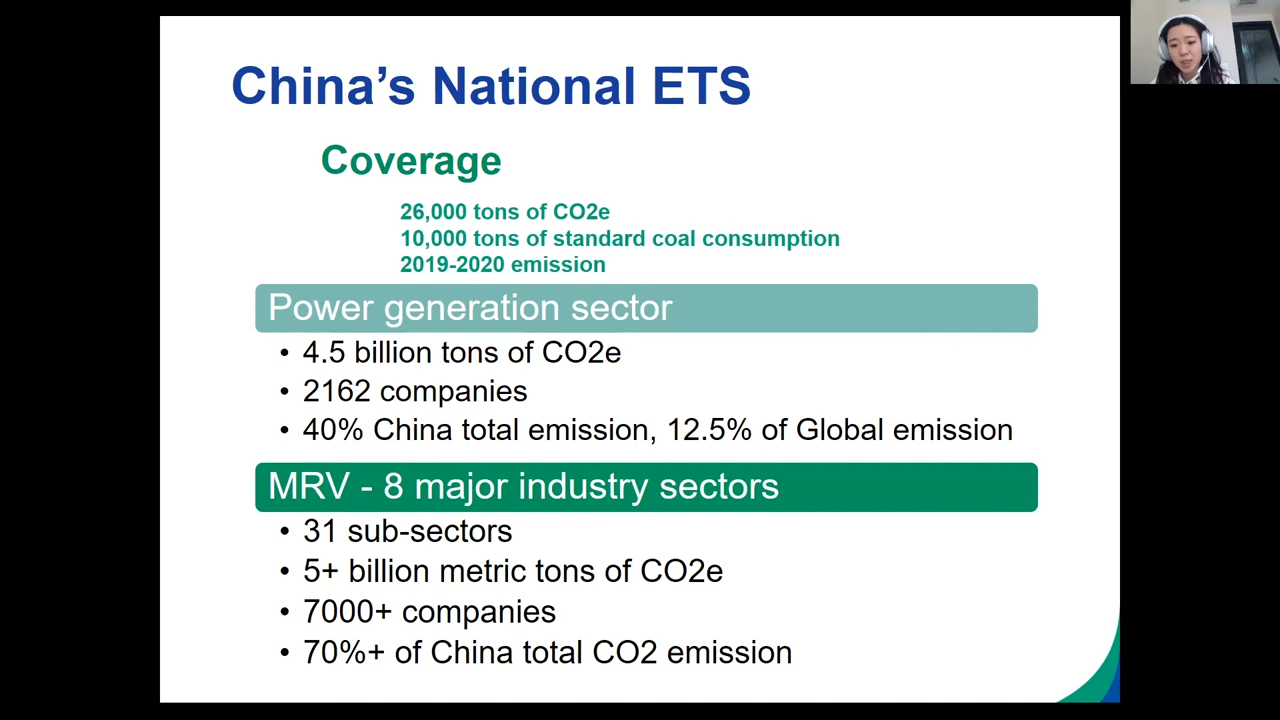 China's National ETS
Coverage
26,000 tons of CO2e
10,000 tons of standard coal consumption
2019-2020 emission
Power generation sector
• 4.5 billion tons of CO2e
• 2162 companies
• 40% China total emission, 12.5% of Global emission
MRV - 8 major industry sectors
• 31 sub-sectors
• 5+ billion metric tons of CO2e
• 7000+ companies
• 70%+ of China total CO2 emission